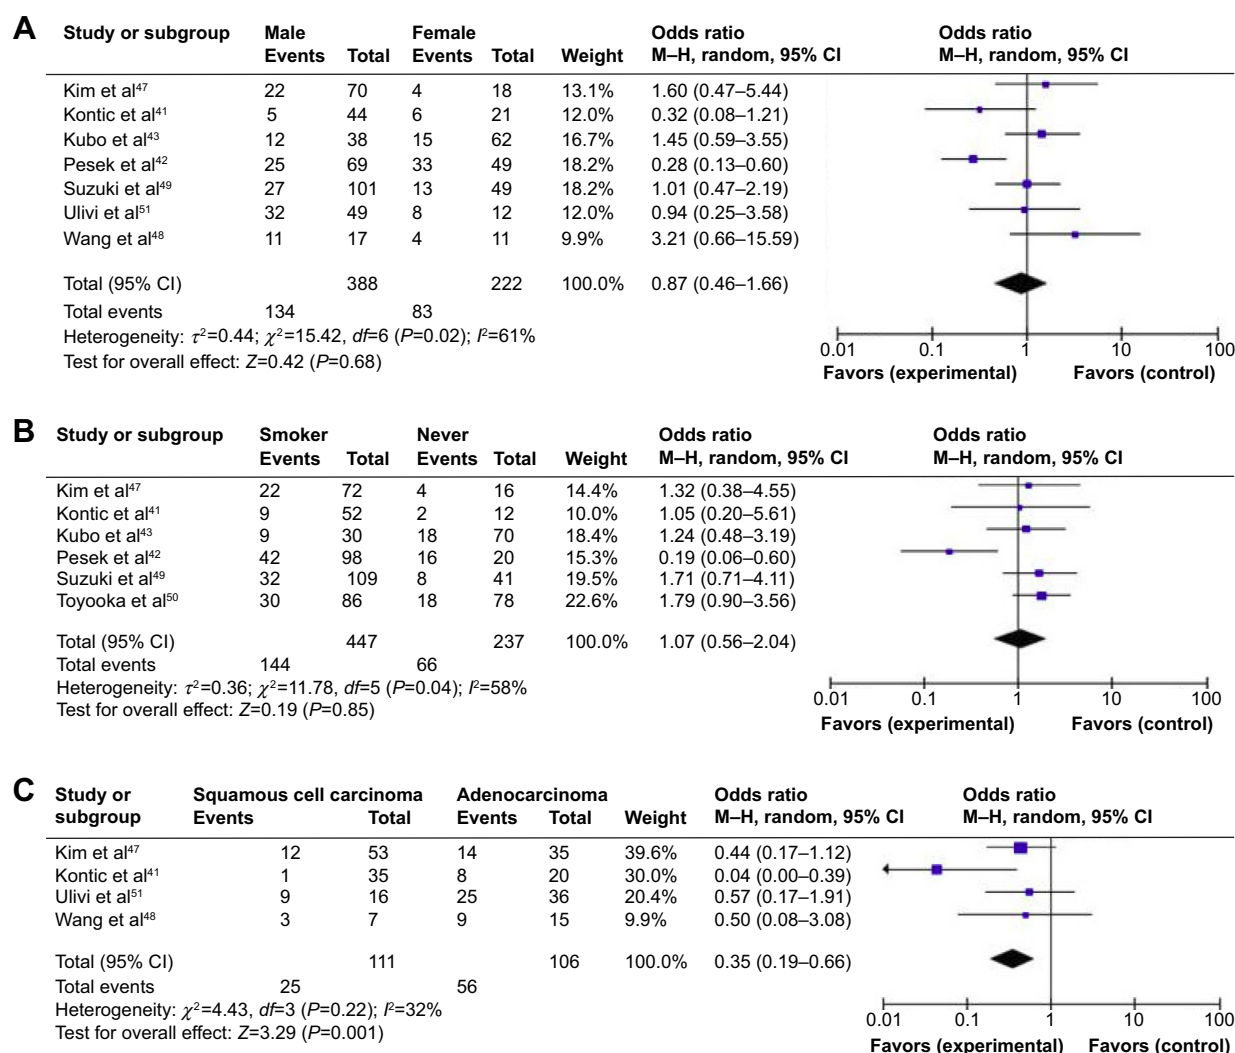 A
Study or subgroup Male Female Odds ratio Odds ratio
Events Total Events Total Weight M–H, random, 95% CI M–H, random, 95% CI
Kim et al47 22 70 4 18 13.1% 1.60 (0.47–5.44)
Kontic et al41 5 44 6 21 12.0% 0.32 (0.08–1.21)
Kubo et al43 12 38 15 62 16.7% 1.45 (0.59–3.55)
Pesek et al42 25 69 33 49 18.2% 0.28 (0.13–0.60)
Suzuki et al49 27 101 13 49 18.2% 1.01 (0.47–2.19)
Ulivi et al51 32 49 8 12 12.0% 0.94 (0.25–3.58)
Wang et al48 11 17 4 11 9.9% 3.21 (0.66–15.59)
Total (95% CI) 388 222 100.0% 0.87 (0.46–1.66)
Total events 134 83
Heterogeneity: τ2=0.44; χ2=15.42, df=6 (P=0.02); I2=61%
Test for overall effect: Z=0.42 (P=0.68)
0.01 0.1 1 10 100
Favors (experimental) Favors (control)
B
Study or subgroup Smoker Never Odds ratio Odds ratio
Events Total Events Total Weight M–H, random, 95% CI M–H, random, 95% CI
Kim et al47 22 72 4 16 14.4% 1.32 (0.38–4.55)
Kontic et al41 9 52 2 12 10.0% 1.05 (0.20–5.61)
Kubo et al43 9 30 18 70 18.4% 1.24 (0.48–3.19)
Pesek et al42 42 98 16 20 15.3% 0.19 (0.06–0.60)
Suzuki et al49 32 109 8 41 19.5% 1.71 (0.71–4.11)
Toyooka et al50 30 86 18 78 22.6% 1.79 (0.90–3.56)
Total (95% CI) 447 237 100.0% 1.07 (0.56–2.04)
Total events 144 66
Heterogeneity: τ2=0.36; χ2=11.78, df=5 (P=0.04); I2=58%
Test for overall effect: Z=0.19 (P=0.85)
0.01 0.1 1 10 100
Favors (experimental) Favors (control)
C
Study or Squamous cell carcinoma Adenocarcinoma Odds ratio Odds ratio
subgroup Events Total Events Total Weight M–H, random, 95% CI M–H, random, 95% CI
Kim et al47 12 53 14 35 39.6% 0.44 (0.17–1.12)
Kontic et al41 1 35 8 20 30.0% 0.04 (0.00–0.39)
Ulivi et al51 9 16 25 36 20.4% 0.57 (0.17–1.91)
Wang et al48 3 7 9 15 9.9% 0.50 (0.08–3.08)
Total (95% CI) 111 106 100.0% 0.35 (0.19–0.66)
Total events 25 56
Heterogeneity: χ2=4.43, df=3 (P=0.22); I2=32%
Test for overall effect: Z=3.29 (P=0.001)
0.01 0.1 1 10 100
Favors (experimental) Favors (control)